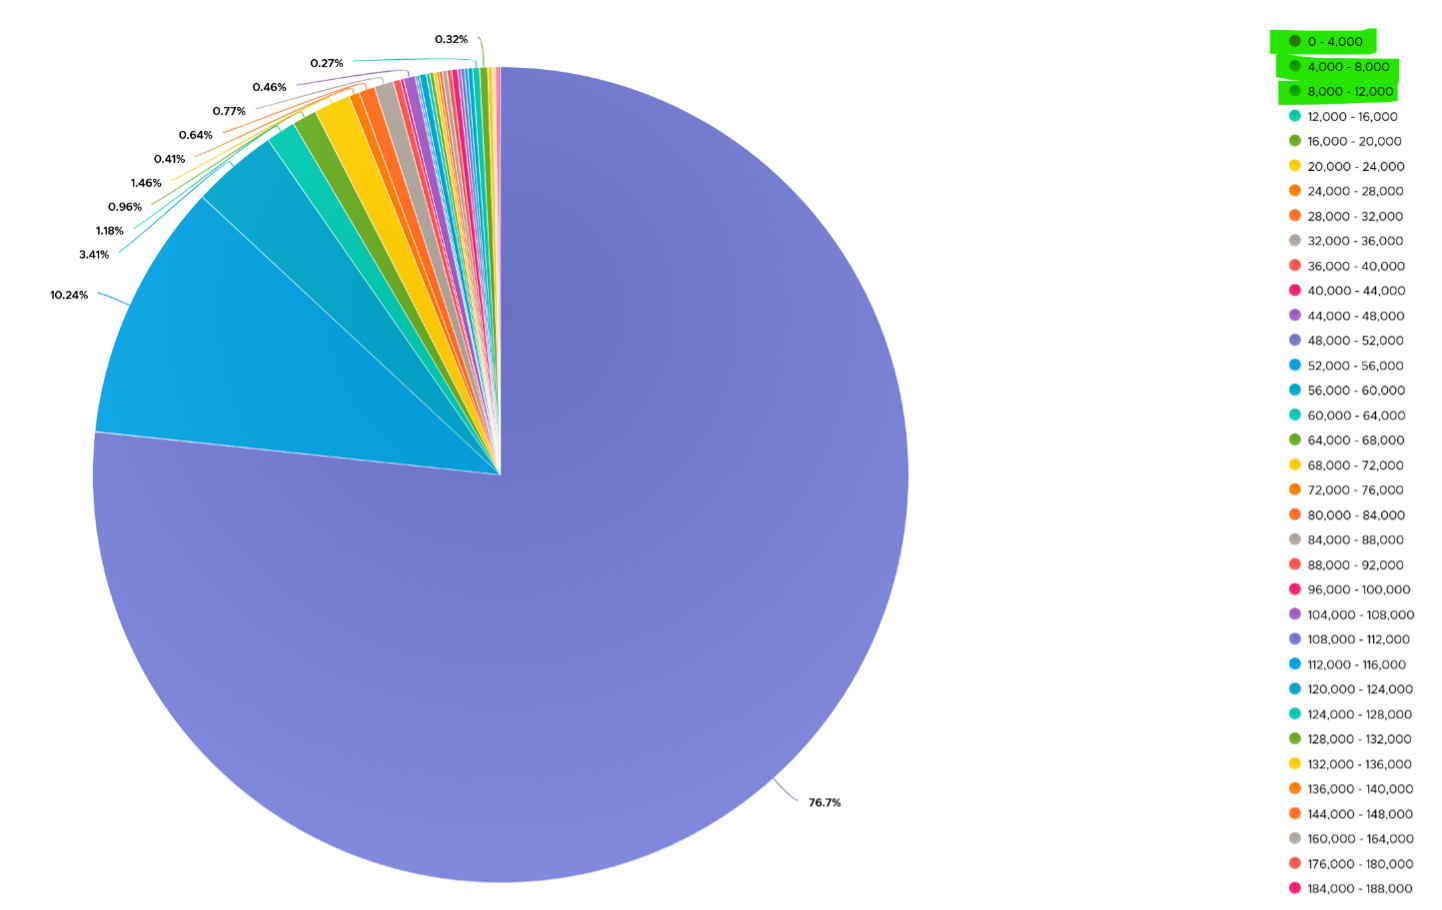 0.32%
0.27%
0.46%
0.77%
0.64%
0.41%
1.46%
0.96%
1.18%
3.41%
10.24%
76.7%
0 - 4,000
4,000 - 8,000
8,000 - 12,000
12,000 - 16,000
16,000 - 20,000
20,000 - 24,000
24,000 - 28,000
28,000 - 32,000
32,000 - 36,000
36,000 - 40,000
40,000 - 44,000
44,000 - 48,000
48,000 - 52,000
52,000 - 56,000
56,000 - 60,000
60,000 - 64,000
64,000 - 68,000
68,000 - 72,000
72,000 - 76,000
80,000 - 84,000
84,000 - 88,000
88,000 - 92,000
96,000 - 100,000
104,000 - 108,000
108,000 - 112,000
112,000 - 116,000
120,000 - 124,000
124,000 - 128,000
128,000 - 132,000
132,000 - 136,000
136,000 - 140,000
144,000 - 148,000
160,000 - 164,000
176,000 - 180,000
184,000 - 188,000